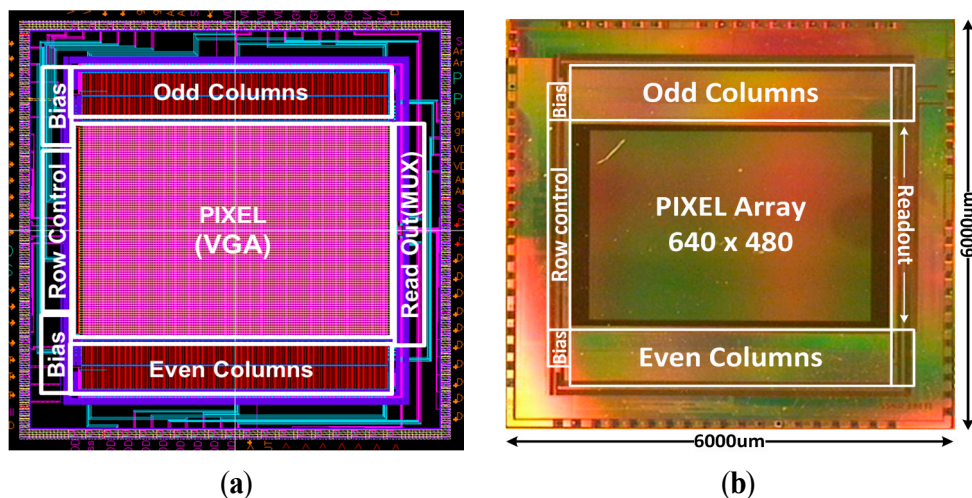 Odd Columns
Bias
Row Control
PIXEL
(VGA)
Read Out(MUX)
Bias
Even Columns
(a)
Odd Columns
Bias
Row control
PIXEL Array
640 x 480
Readout
Bias
Even Columns
6000um
6000um
(b)